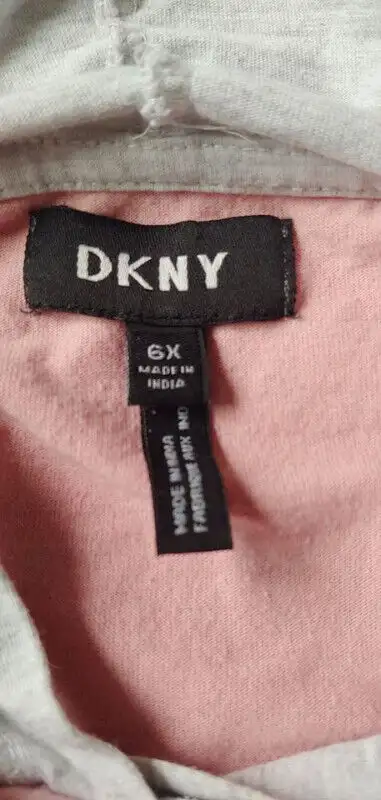 DKNY
6X
MADE IN
INDIA
MADE IN INDIA
FABRIQUE AUX IND